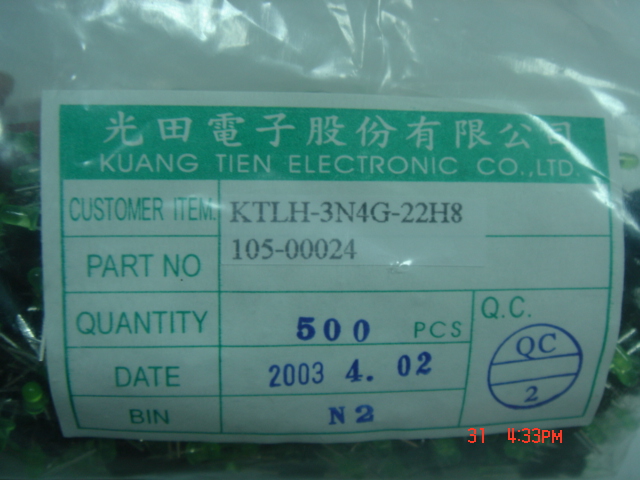 光田電子股份有限公司
KUANG TIEN ELECTRONIC CO.,LTD.
CUSTOMER ITEM. KTLH-3N4G-22H8
PART NO 105-00024
QUANTITY 500 PCS
Q.C.
QC
2
DATE 2003 4. 02
BIN N2
31 4:33PM